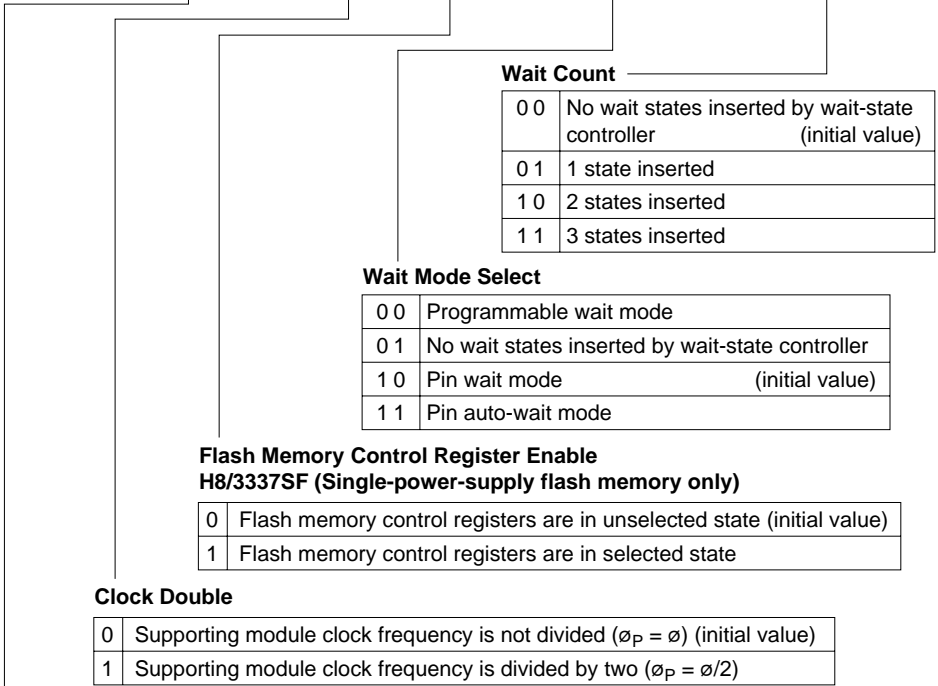 Wait Count
0 0 No wait states inserted by wait-state
controller (initial value)
0 1 1 state inserted
1 0 2 states inserted
1 1 3 states inserted
Wait Mode Select
0 0 Programmable wait mode
0 1 No wait states inserted by wait-state controller
1 0 Pin wait mode (initial value)
1 1 Pin auto-wait mode
Flash Memory Control Register Enable
H8/3337SF (Single-power-supply flash memory only)
0 Flash memory control registers are in unselected state (initial value)
1 Flash memory control registers are in selected state
Clock Double
0 Supporting module clock frequency is not divided (øP = ø) (initial value)
1 Supporting module clock frequency is divided by two (øP = ø/2)